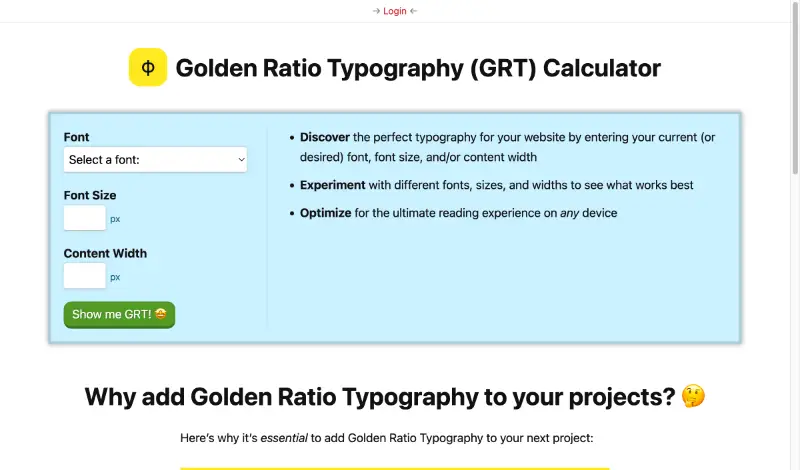 → Login ←
Φ Golden Ratio Typography (GRT) Calculator
Font
Select a font:
Font Size
px
Content Width
px
Show me GRT! 🤩
• Discover the perfect typography for your website by entering your current (or
desired) font, font size, and/or content width
• Experiment with different fonts, sizes, and widths to see what works best
• Optimize for the ultimate reading experience on any device
Why add Golden Ratio Typography to your projects? 🤔
Here’s why it’s essential to add Golden Ratio Typography to your next project: